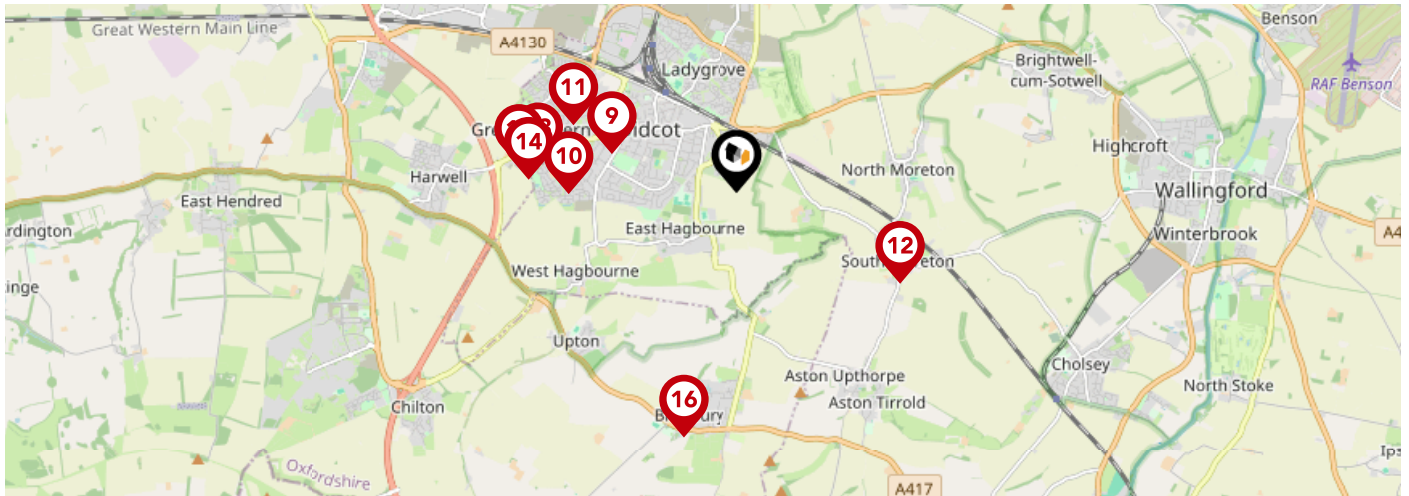 Great Western Main Line
Benson
A4130
Ladygrove
Brightwell-
cum-Sotwell
RAF Benson
11
9
14
10
Highcroft
Harwell
North Moreton
Wallingford
East Hendred
East Hagbourne
Winterbrook
12
West Hagbourne
Upton
Cholsey
Aston Upthorpe
North Stoke
16
Aston Tirrold
Chilton
Oxfordshire
A417